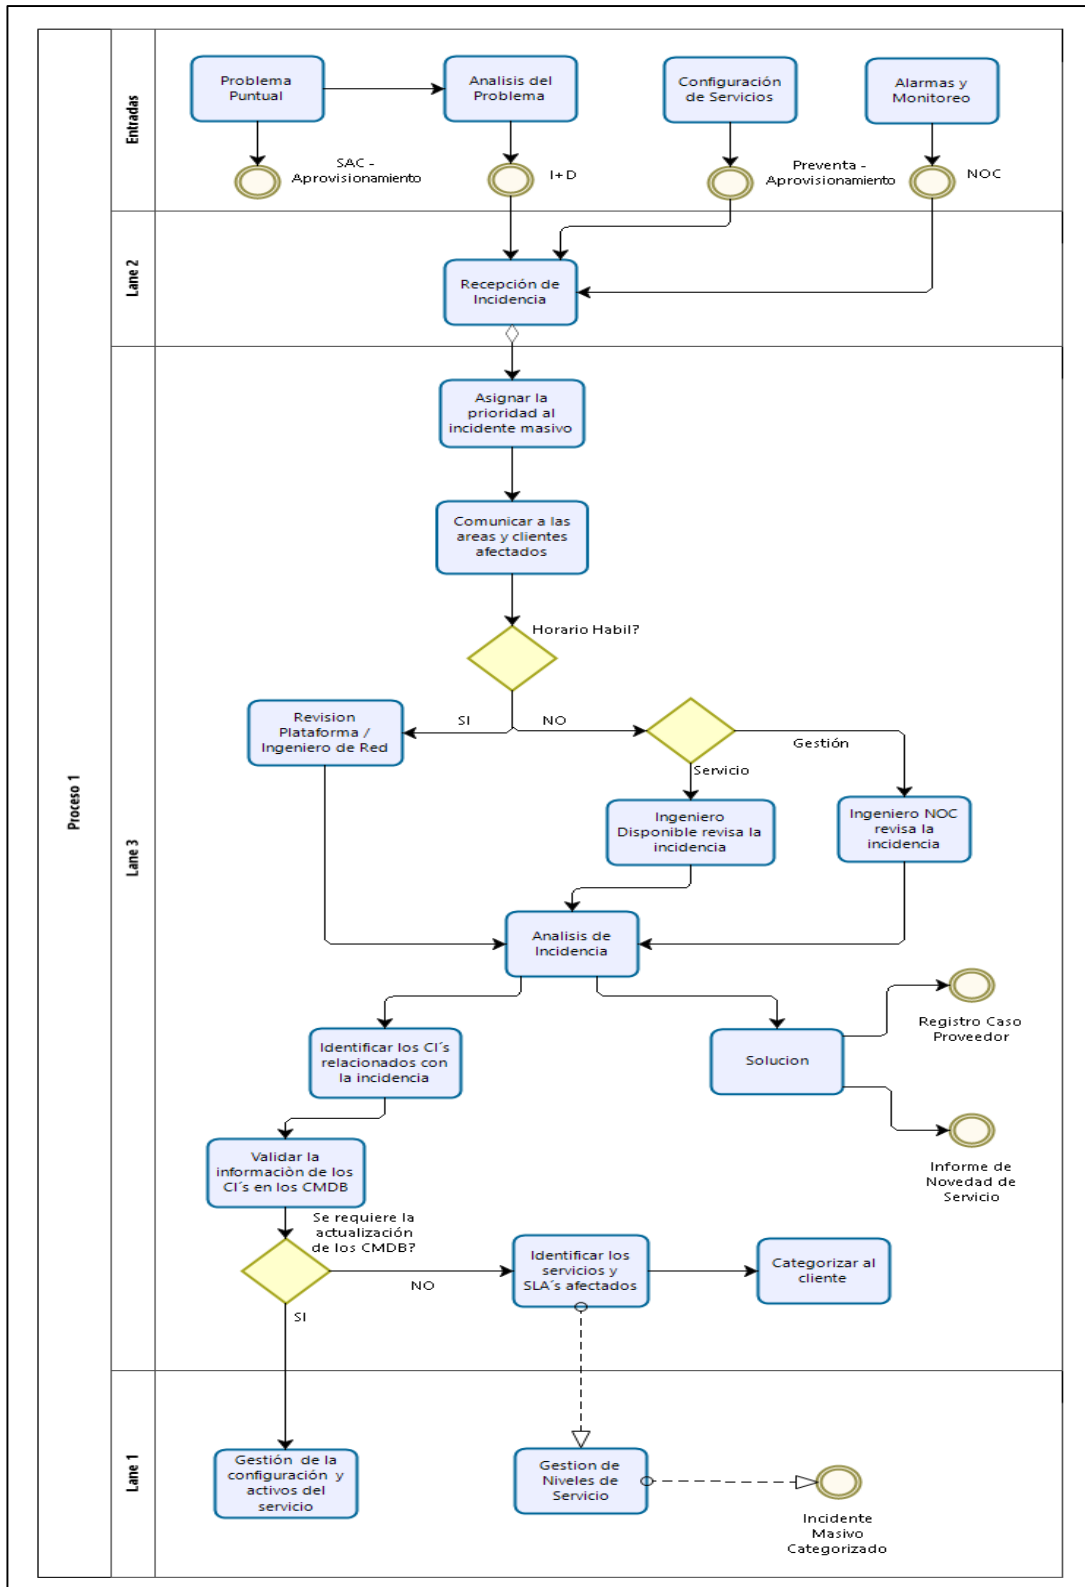 Proceso 1
Entradas
Problema
Puntual
Analisis del
Problema
Configuración
de Servicios
Alarmas y
Monitoreo
SAC -
Aprovisionamiento
I+D
Preventa -
Aprovisionamiento
NOC
Lane 2
Recepción de
Incidencia
Lane 3
Asignar la
prioridad al
incidente masivo
Comunicar a las
areas y clientes
afectados
Horario Habil?
SI
NO
Revision
Plataforma /
Ingeniero de Red
Gestión
Servicio
Ingeniero
Disponible revisa la
incidencia
Ingeniero NOC
revisa la
incidencia
Analisis de
Incidencia
Identificar los CI´s
relacionados con
la incidencia
Solucion
Registro Caso
Proveedor
Informe de
Novedad de
Servicio
Validar la
informaciòn de los
CI´s en los CMDB
Se requiere la
actualización
de los CMDB?
NO
SI
Identificar los
servicios y
SLA´s afectados
Categorizar al
cliente
Lane 1
Gestión de la
configuración y
activos del
servicio
Gestion de
Niveles de
Servicio
Incidente
Masivo
Categorizado